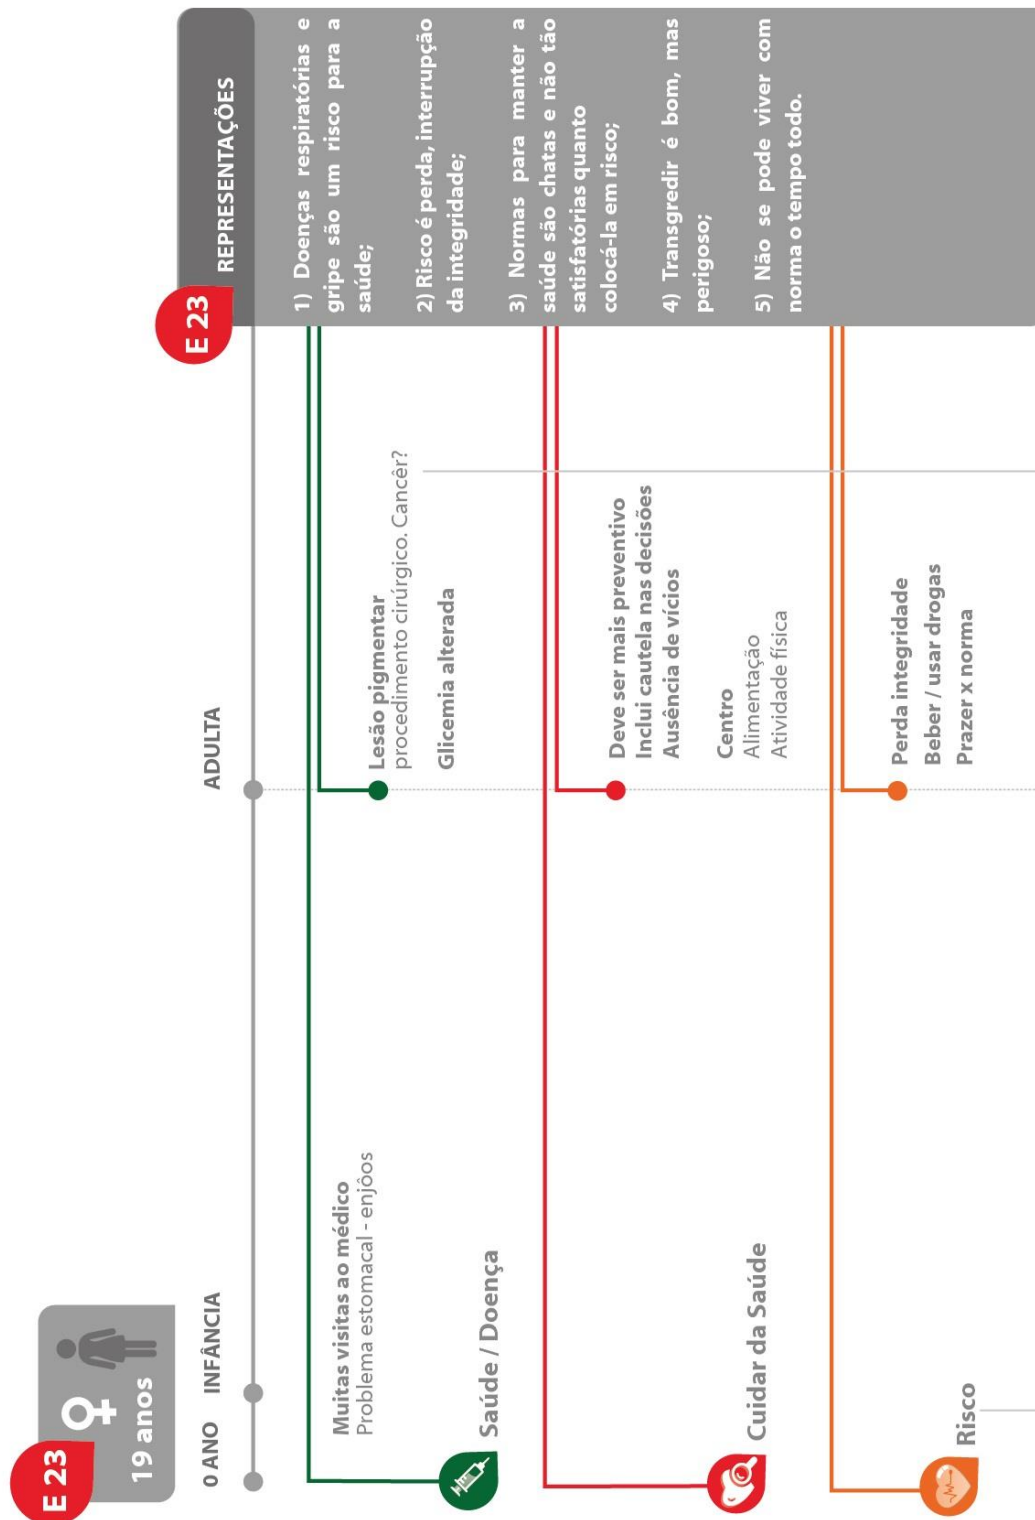 E 23
19 anos
0 ANO
INFÂNCIA
ADULTA
E 23
REPRESENTAÇÕES
Muitas visitas ao médico
Problema estomacal - enjôos
Saúde / Doença
Lesão pigmentar
procedimento cirúrgico. Cancêr?
Glicemia alterada
Cuidar da Saúde
Deve ser mais preventivo
Inclui cautela nas decisões
Ausência de vícios
Centro
Alimentação
Atividade física
Risco
Perda integridade
Beber / usar drogas
Prazer x norma
1) Doenças respiratórias e
gripe são um risco para a
saúde;
2) Risco é perda, interrupção
da integridade;
3) Normas para manter a
saúde são chatas e não tão
satisfatórias quanto
colocá-la em risco;
4) Transgredir é bom, mas
perigoso;
5) Não se pode viver com
norma o tempo todo.